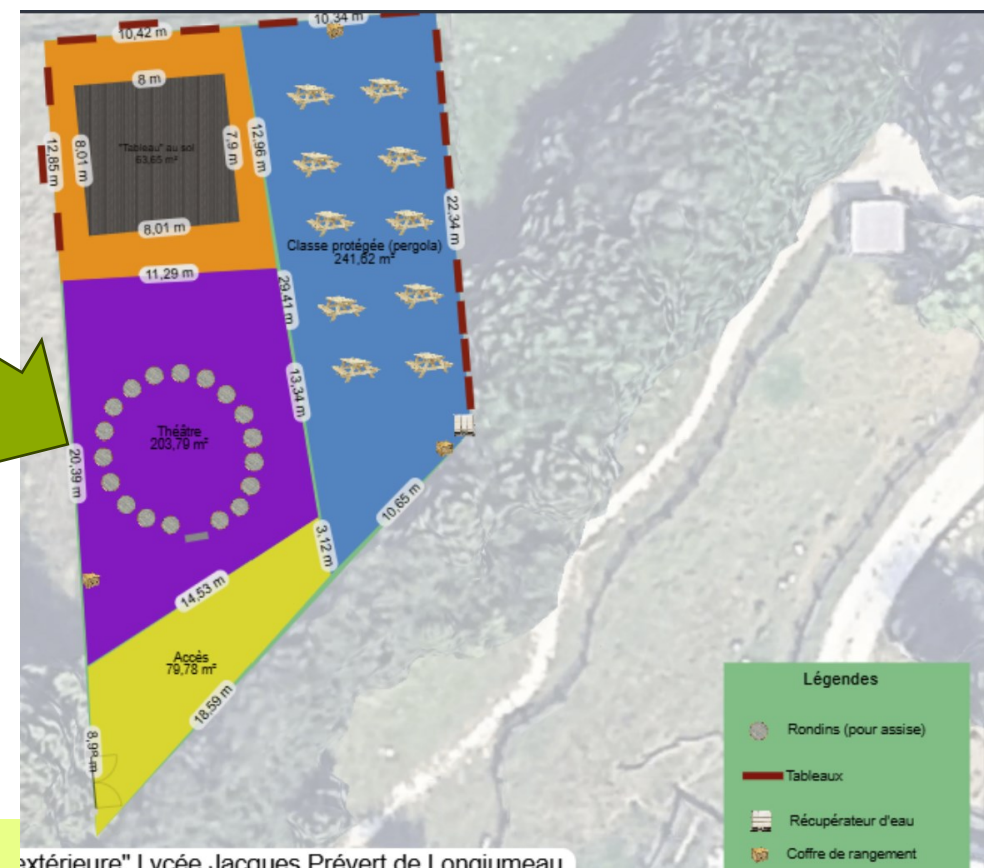 10,42 m
10,34 m
8 m
12,85 m
8,01 m
"Tableau" au sol
63,65 m²
7,9 m
12,96 m
8,01 m
22,34 m
Classe protégée (pergola)
241,62 m²
11,29 m
29,41 m
13,34 m
Théâtre
203,79 m²
20,39 m
10,65 m
3,12 m
14,53 m
Accès
79,78 m²
18,59 m
8,98 m
Légendes
Rondins (pour assise)
Tableaux
Récupérateur d'eau
Coffre de rangement
extérieure" Lycée Jacques Prévert de Longjumeau